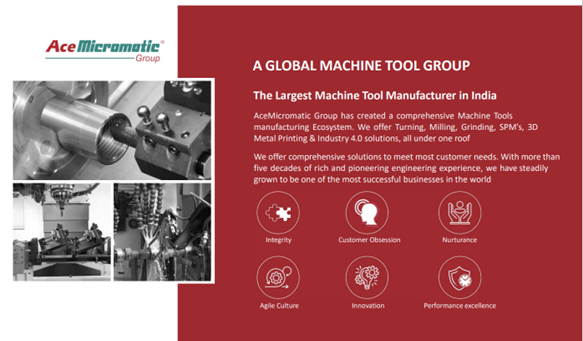 AceMicromatic®
Group
A GLOBAL MACHINE TOOL GROUP
The Largest Machine Tool Manufacturer in India
AceMicromatic Group has created a comprehensive Machine Tools
manufacturing Ecosystem. We offer Turning, Milling, Grinding, SPM's, 3D
Metal Printing & Industry 4.0 solutions, all under one roof
We offer comprehensive solutions to meet most customer needs. With more than
five decades of rich and pioneering engineering experience, we have steadily
grown to be one of the most successful businesses in the world
Integrity
Customer Obsession
Nurturance
Agile Culture
Innovation
Performance excellence